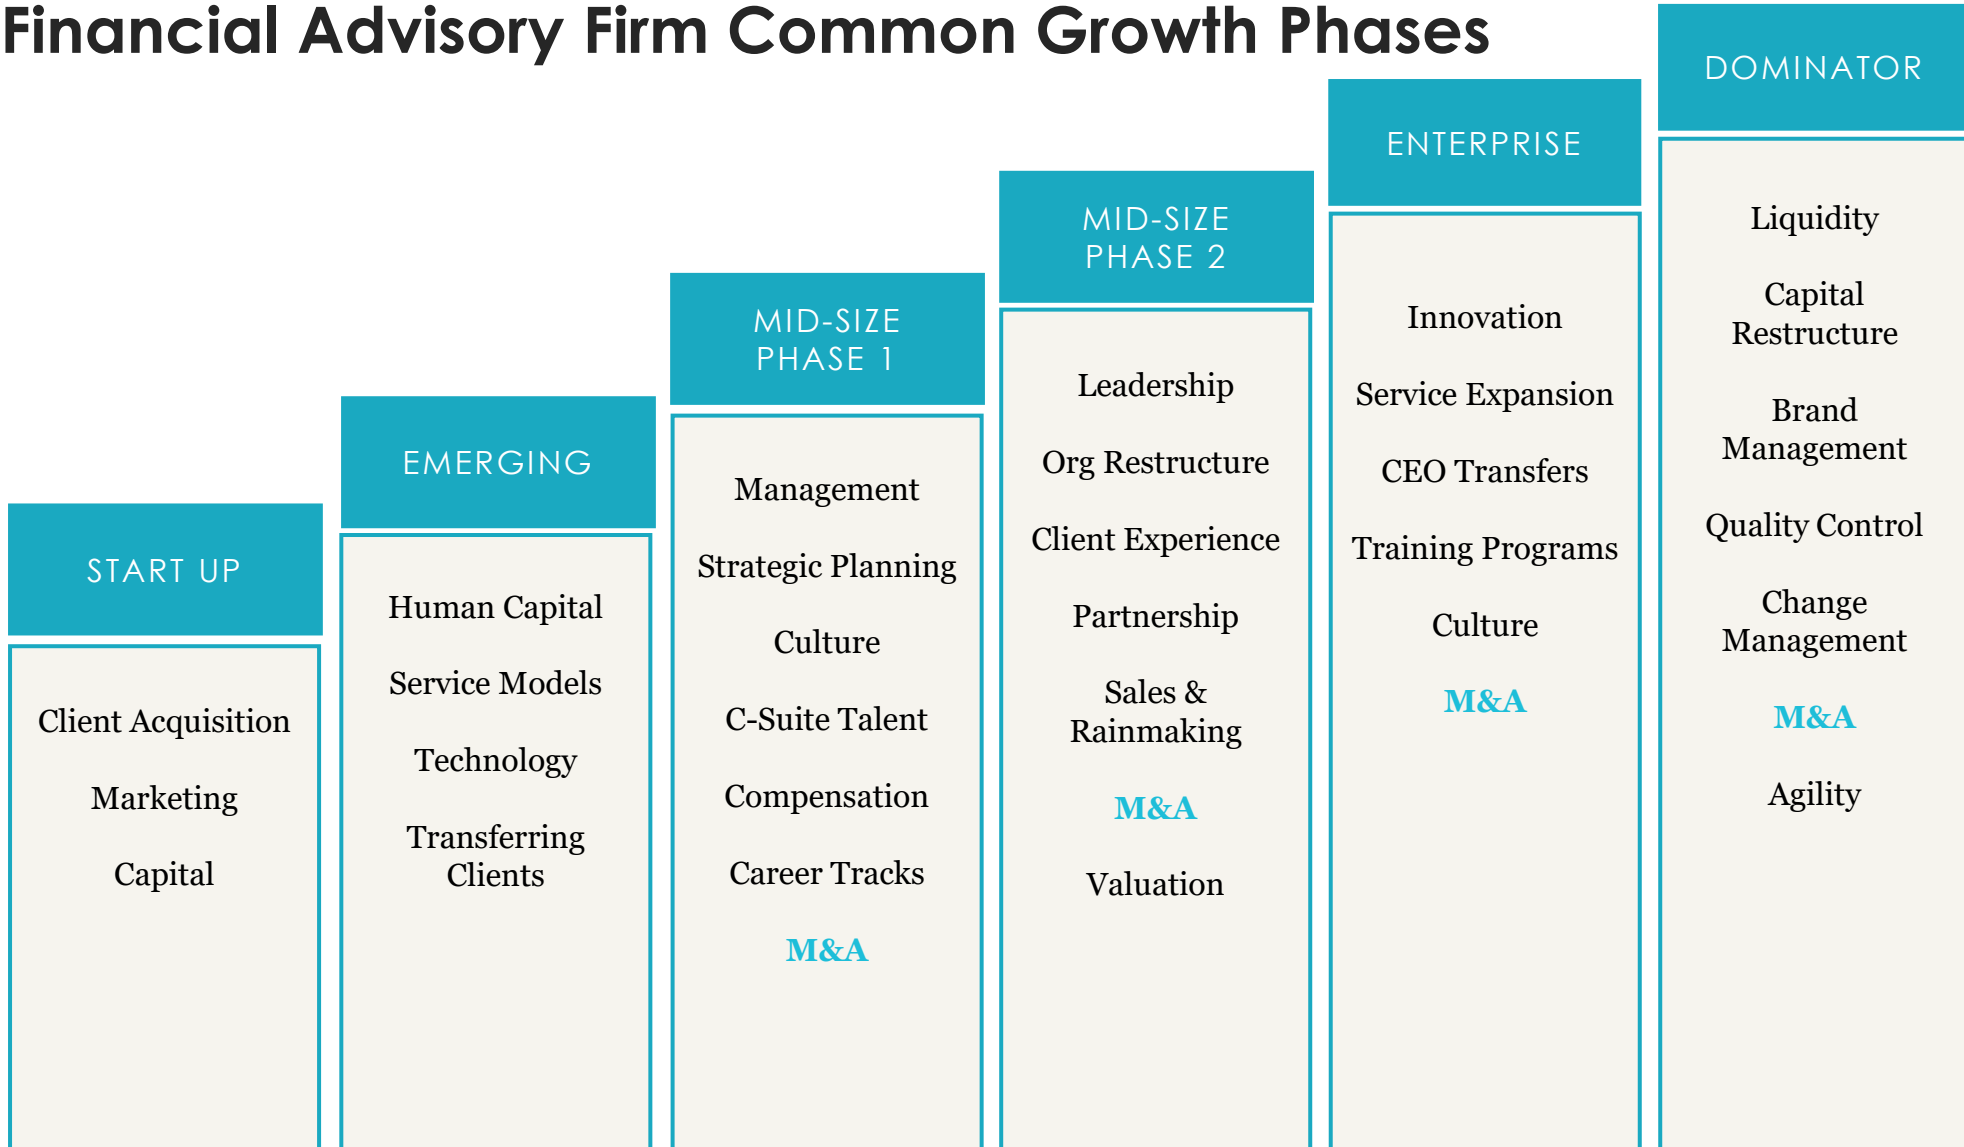 Financial Advisory Firm Common Growth Phases
START UP
Client Acquisition
Marketing
Capital
EMERGING
Human Capital
Service Models
Technology
Transferring
Clients
MID-SIZE
PHASE 1
Management
Strategic Planning
Culture
C-Suite Talent
Compensation
Career Tracks
M&A
MID-SIZE
PHASE 2
Leadership
Org Restructure
Client Experience
Partnership
Sales &
Rainmaking
M&A
Valuation
ENTERPRISE
Innovation
Service Expansion
CEO Transfers
Training Programs
Culture
M&A
DOMINATOR
Liquidity
Capital
Restructure
Brand
Management
Quality Control
Change
Management
M&A
Agility